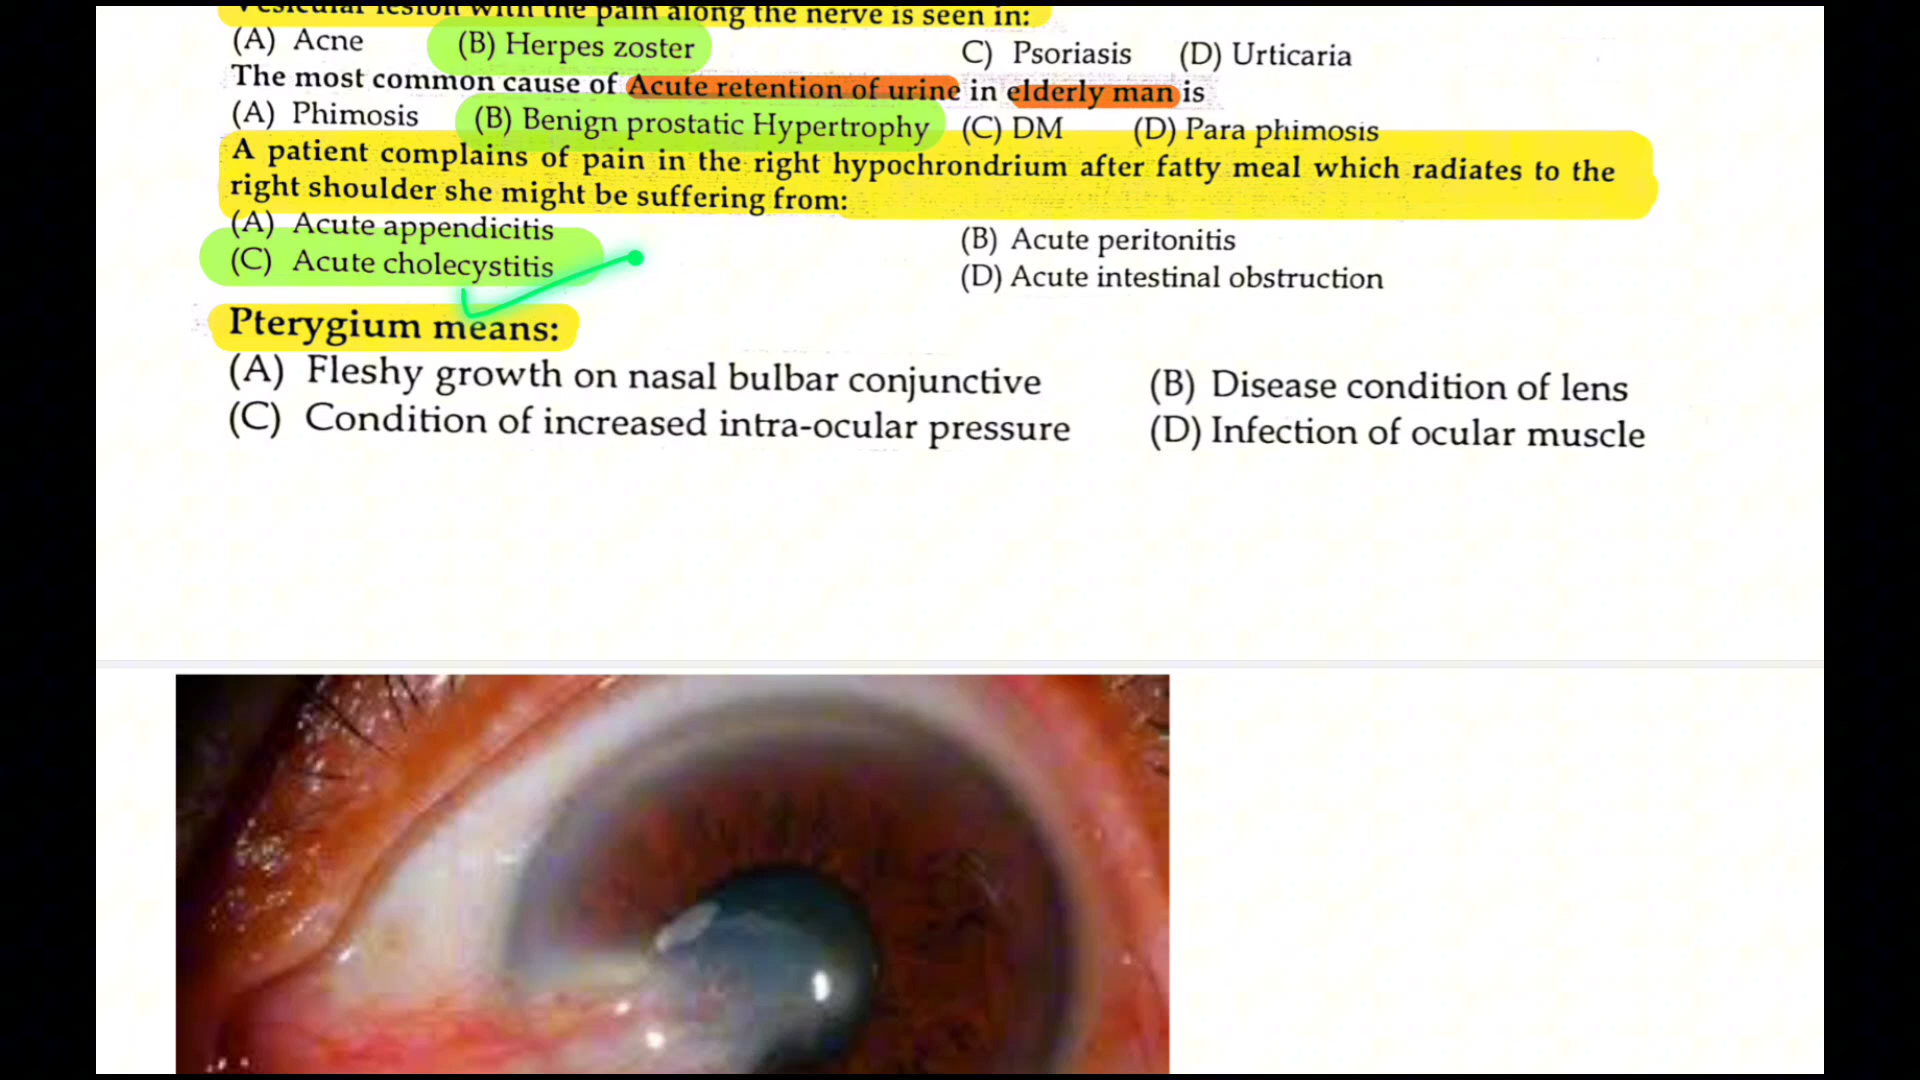 Vesicular lesion with the pain along the nerve is seen in:
(A) Acne (B) Herpes zoster C) Psoriasis (D) Urticaria
The most common cause of Acute retention of urine in elderly man is
(A) Phimosis (B) Benign prostatic Hypertrophy (C) DM (D) Para phimosis
A patient complains of pain in the right hypochrondrium after fatty meal which radiates to the
right shoulder she might be suffering from:
(A) Acute appendicitis (B) Acute peritonitis
(C) Acute cholecystitis (D) Acute intestinal obstruction
Pterygium means:
(A) Fleshy growth on nasal bulbar conjunctive (B) Disease condition of lens
(C) Condition of increased intra-ocular pressure (D) Infection of ocular muscle